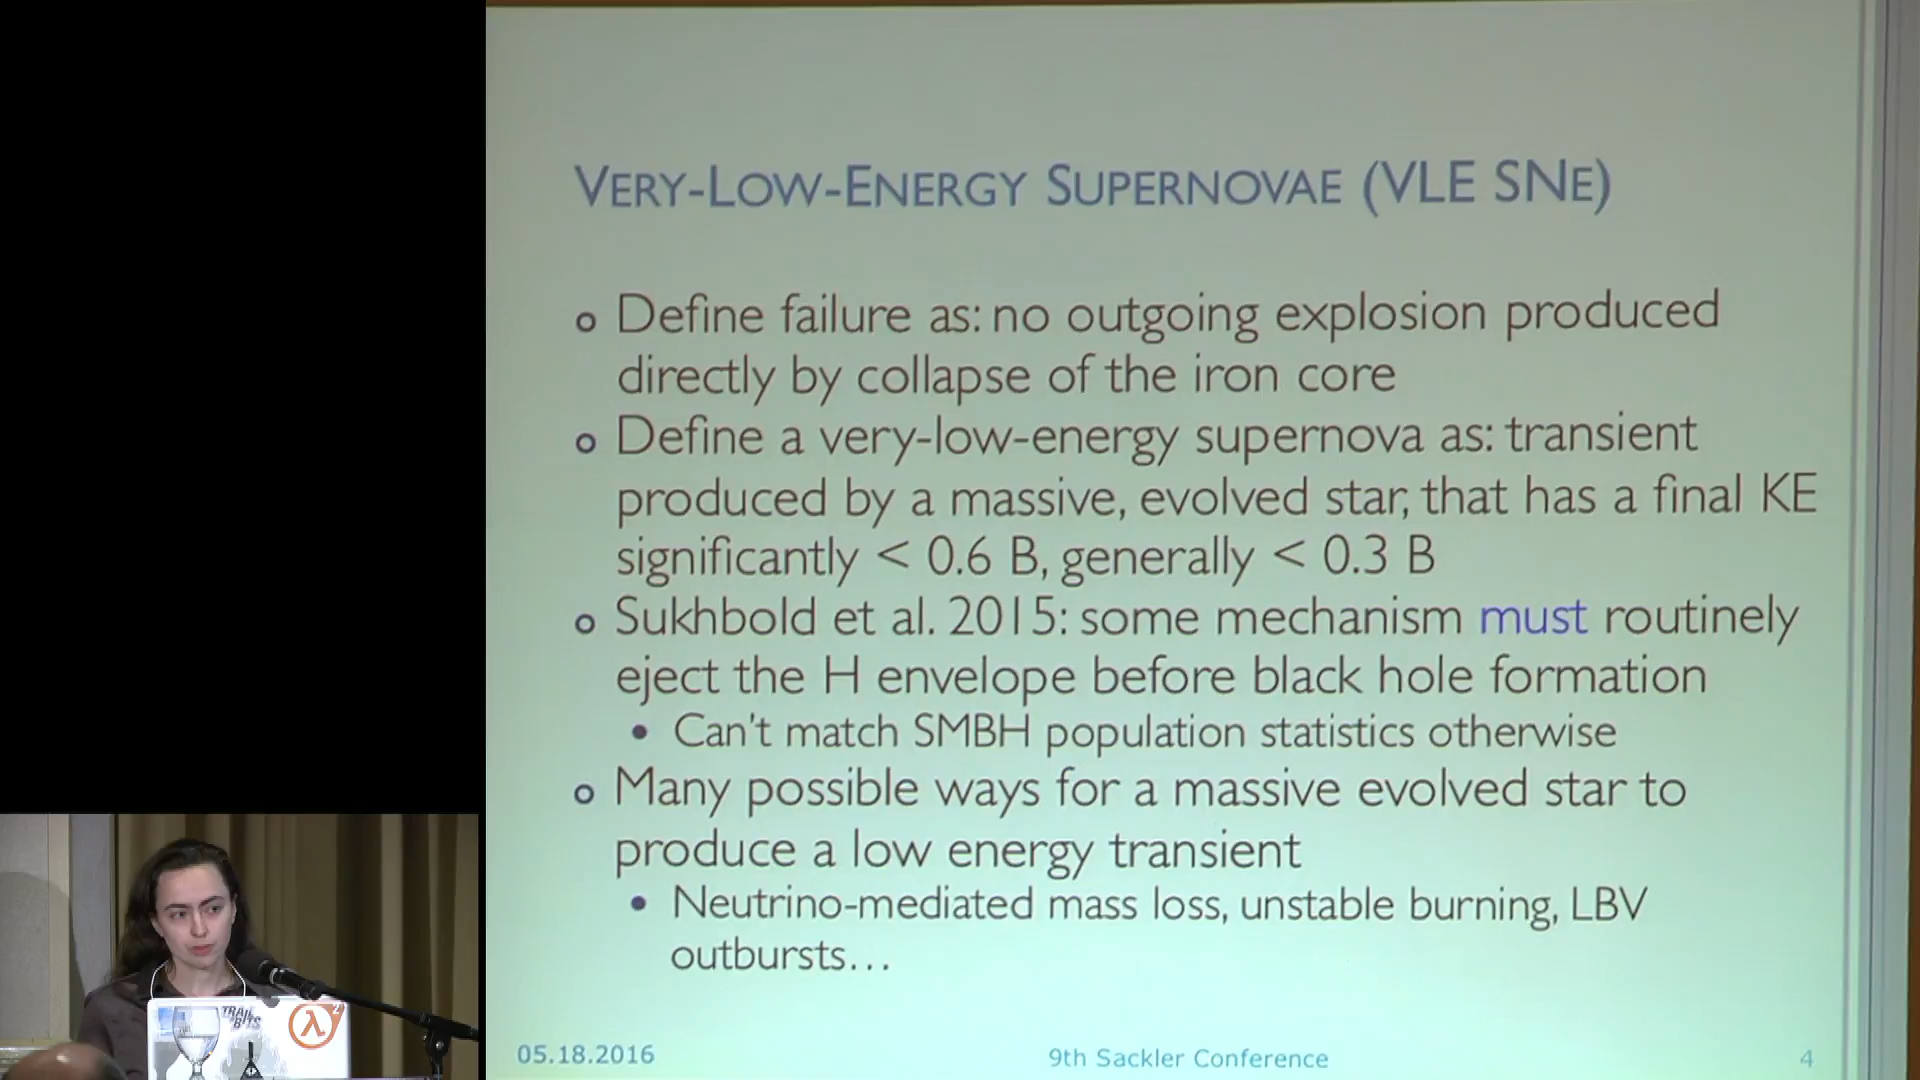 VERY-LOW-ENERGY SUPERNOVAE (VLE SNE)
Define failure as: no outgoing explosion produced
directly by collapse of the iron core
Define a very-low-energy supernova as: transient
produced by a massive, evolved star, that has a final KE
significantly < 0.6 B, generally < 0.3 B
Sukhbold et al. 2015: some mechanism must routinely
eject the H envelope before black hole formation
• Can't match SMBH population statistics otherwise
Many possible ways for a massive evolved star to
produce a low energy transient
• Neutrino-mediated mass loss, unstable burning, LBV
outbursts...
05.18.2016
9th Sackler Conference
4
TRAIL
BITS
λ
2